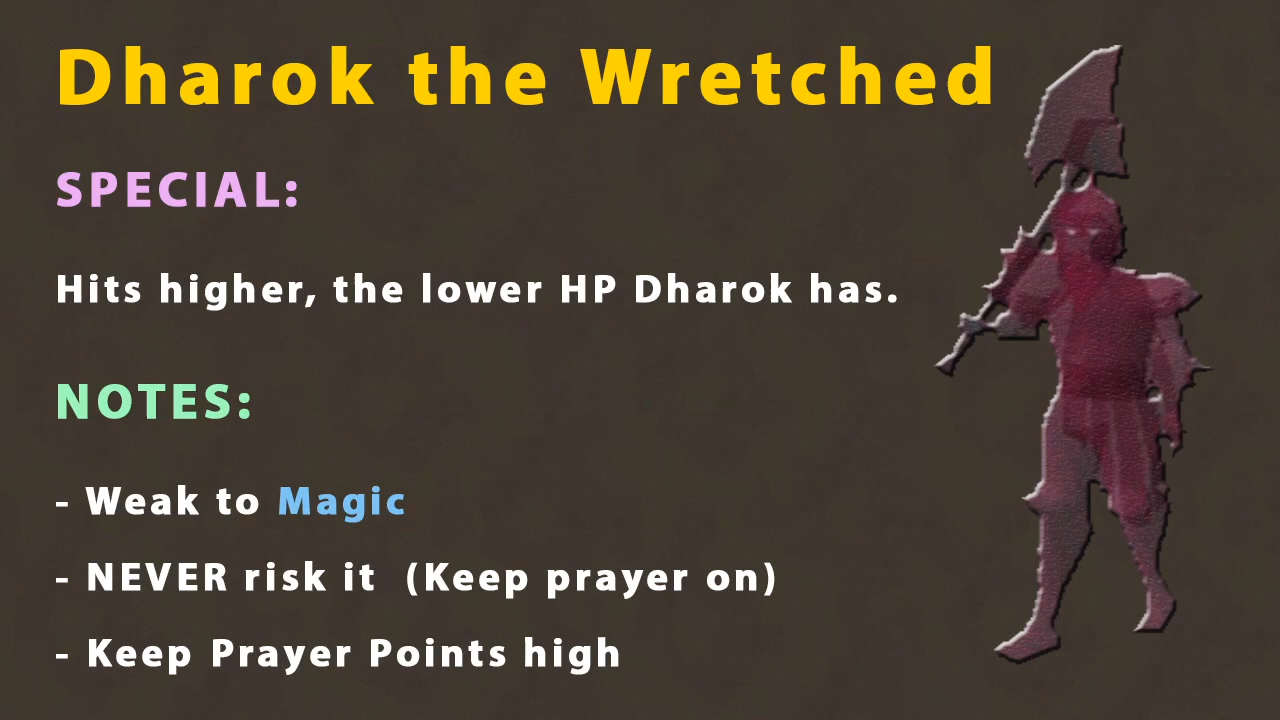 Dharok the Wretched
SPECIAL:
Hits higher, the lower HP Dharok has.
NOTES:
- Weak to Magic
- NEVER risk it (Keep prayer on)
- Keep Prayer Points high